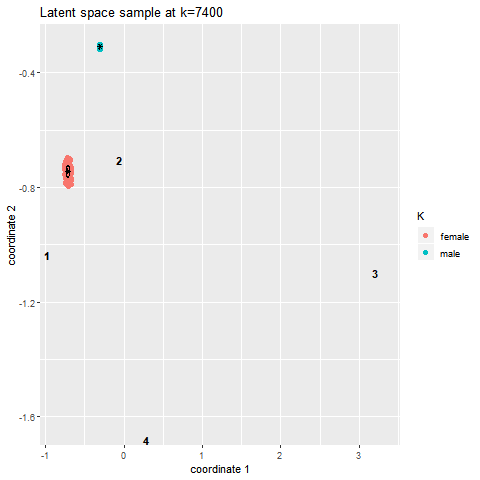 Latent space sample at k=7400
-0.4
-0.8
-1.2
-1.6
coordinate 2
1
2
3
4
-1
0
1
2
3
coordinate 1
K
female
male